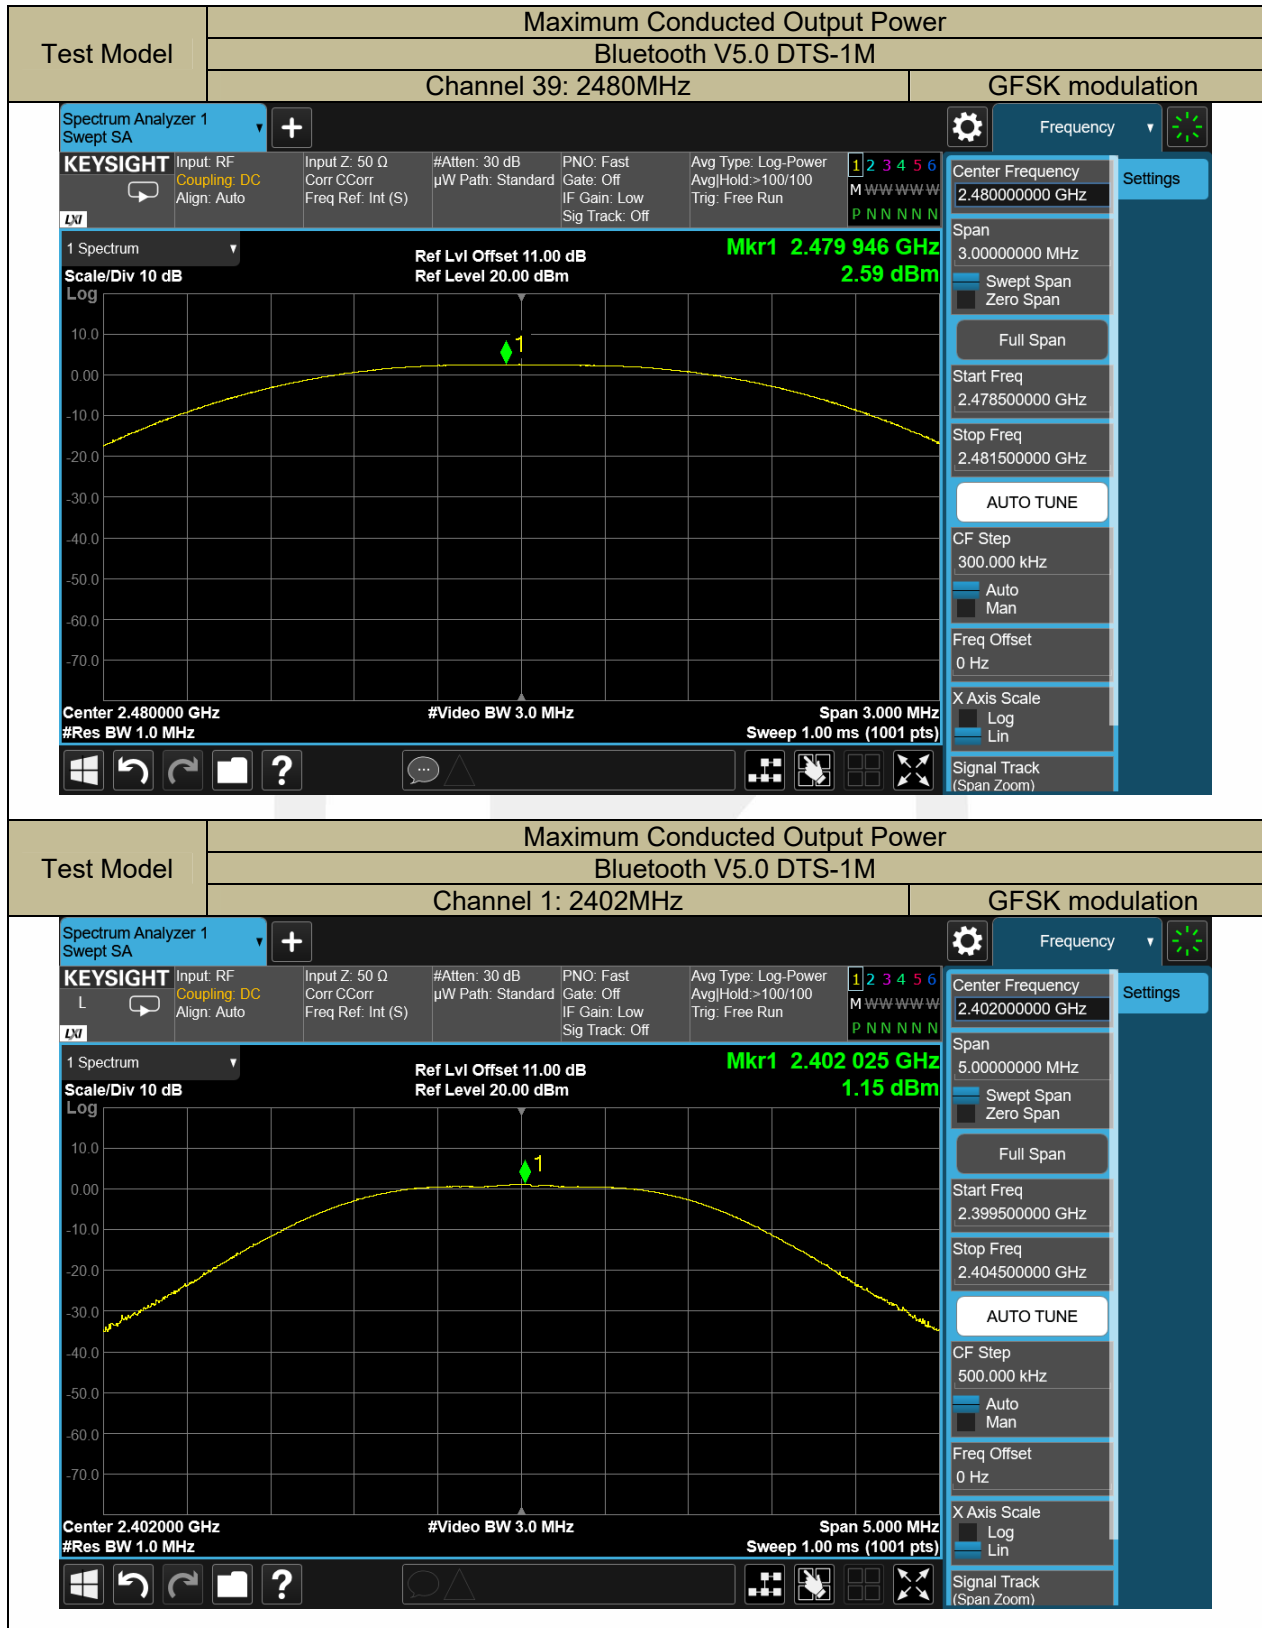 Test Model
Maximum Conducted Output Power
Bluetooth V5.0 DTS-1M
Channel 39: 2480MHz
GFSK modulation
Spectrum Analyzer 1
Swept SA
Frequency
KEYSIGHT
LXI
Input: RF
Coupling: DC
Align: Auto
Input Z: 50 Ω
Corr CCorr
Freq Ref: Int (S)
#Atten: 30 dB
µW Path: Standard
PNO: Fast
Gate: Off
IF Gain: Low
Sig Track: Off
Avg Type: Log-Power
Avg|Hold:>100/100
Trig: Free Run
1 2 3 4 5 6
M W W W W W
P N N N N N
1 Spectrum
Scale/Div 10 dB
Log
Ref Lvl Offset 11.00 dB
Ref Level 20.00 dBm
Mkr1 2.479 946 GHz
2.59 dBm
1
10.0
0.00
-10.0
-20.0
-30.0
-40.0
-50.0
-60.0
-70.0
Center 2.480000 GHz
#Res BW 1.0 MHz
#Video BW 3.0 MHz
Span 3.000 MHz
Sweep 1.00 ms (1001 pts)
?
Center Frequency
2.480000000 GHz
Settings
Span
3.00000000 MHz
Swept Span
Zero Span
Full Span
Start Freq
2.478500000 GHz
Stop Freq
2.481500000 GHz
AUTO TUNE
CF Step
300.000 kHz
Auto
Man
Freq Offset
0 Hz
X Axis Scale
Log
Lin
Signal Track
(Span Zoom)
Test Model
Maximum Conducted Output Power
Bluetooth V5.0 DTS-1M
Channel 1: 2402MHz
GFSK modulation
Spectrum Analyzer 1
Swept SA
Frequency
KEYSIGHT
L
LXI
Input: RF
Coupling: DC
Align: Auto
Input Z: 50 Ω
Corr CCorr
Freq Ref: Int (S)
#Atten: 30 dB
µW Path: Standard
PNO: Fast
Gate: Off
IF Gain: Low
Sig Track: Off
Avg Type: Log-Power
Avg|Hold:>100/100
Trig: Free Run
1 2 3 4 5 6
M W W W W W
P N N N N N
1 Spectrum
Scale/Div 10 dB
Log
Ref Lvl Offset 11.00 dB
Ref Level 20.00 dBm
Mkr1 2.402 025 GHz
1.15 dBm
1
10.0
0.00
-10.0
-20.0
-30.0
-40.0
-50.0
-60.0
-70.0
Center 2.402000 GHz
#Res BW 1.0 MHz
#Video BW 3.0 MHz
Span 5.000 MHz
Sweep 1.00 ms (1001 pts)
?
Center Frequency
2.402000000 GHz
Settings
Span
5.00000000 MHz
Swept Span
Zero Span
Full Span
Start Freq
2.399500000 GHz
Stop Freq
2.404500000 GHz
AUTO TUNE
CF Step
500.000 kHz
Auto
Man
Freq Offset
0 Hz
X Axis Scale
Log
Lin
Signal Track
(Span Zoom)